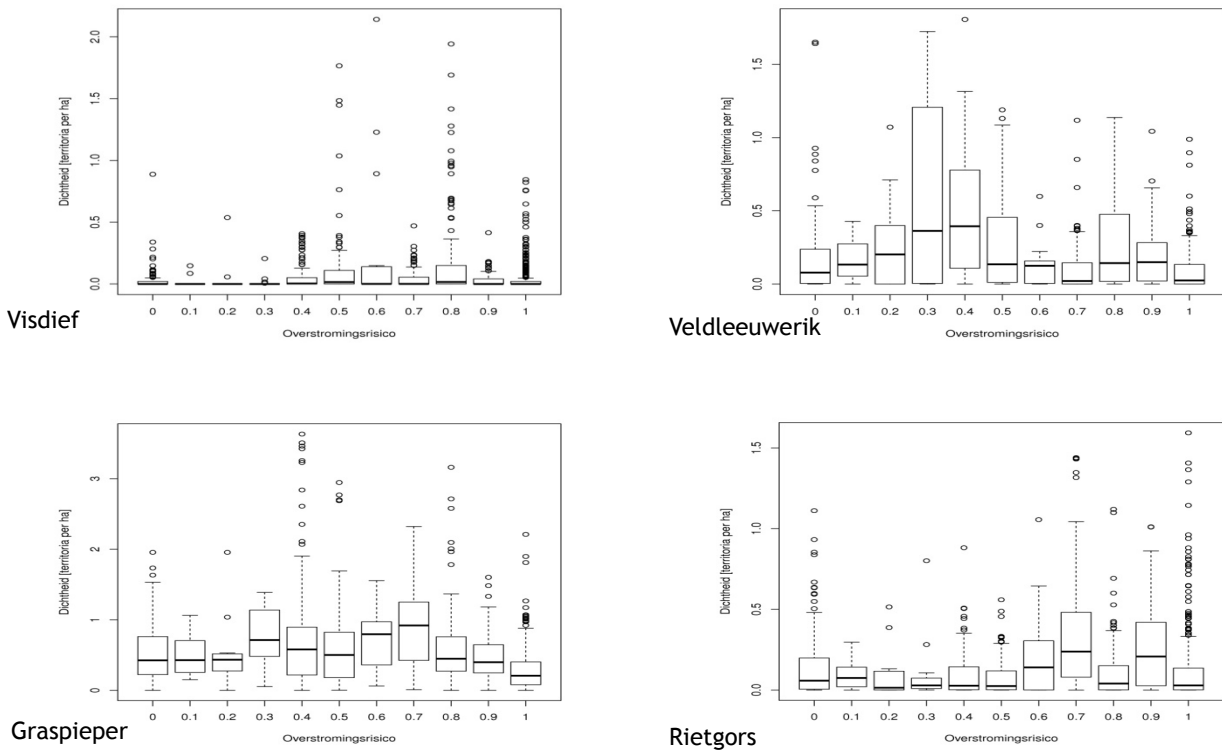 Dichtheid [territoria per ha]
2.0
1.5
1.0
0.5
0.0
0 0.1 0.2 0.3 0.4 0.5 0.6 0.7 0.8 0.9 1
Overstromingsrisico
Visdief
Dichtheid [territoria per ha]
1.5
1.0
0.5
0.0
0 0.1 0.2 0.3 0.4 0.5 0.6 0.7 0.8 0.9 1
Overstromingsrisico
Veldleeuwerik
Dichtheid [territoria per ha]
3
2
1
0
0 0.1 0.2 0.3 0.4 0.5 0.6 0.7 0.8 0.9 1
Overstromingsrisico
Graspieper
Dichtheid [territoria per ha]
1.5
1.0
0.5
0.0
0 0.1 0.2 0.3 0.4 0.5 0.6 0.7 0.8 0.9 1
Overstromingsrisico
Rietgors